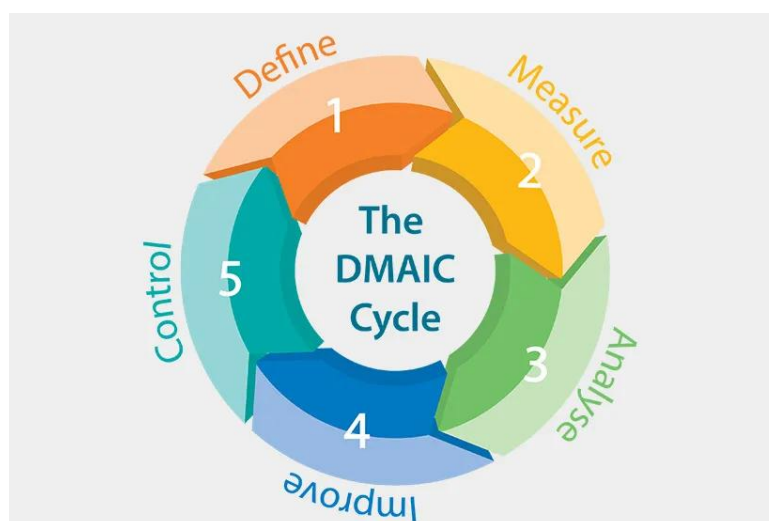 Define
1
Measure
2
Analyse
3
Improve
4
Control
5
The
DMAIC
Cycle